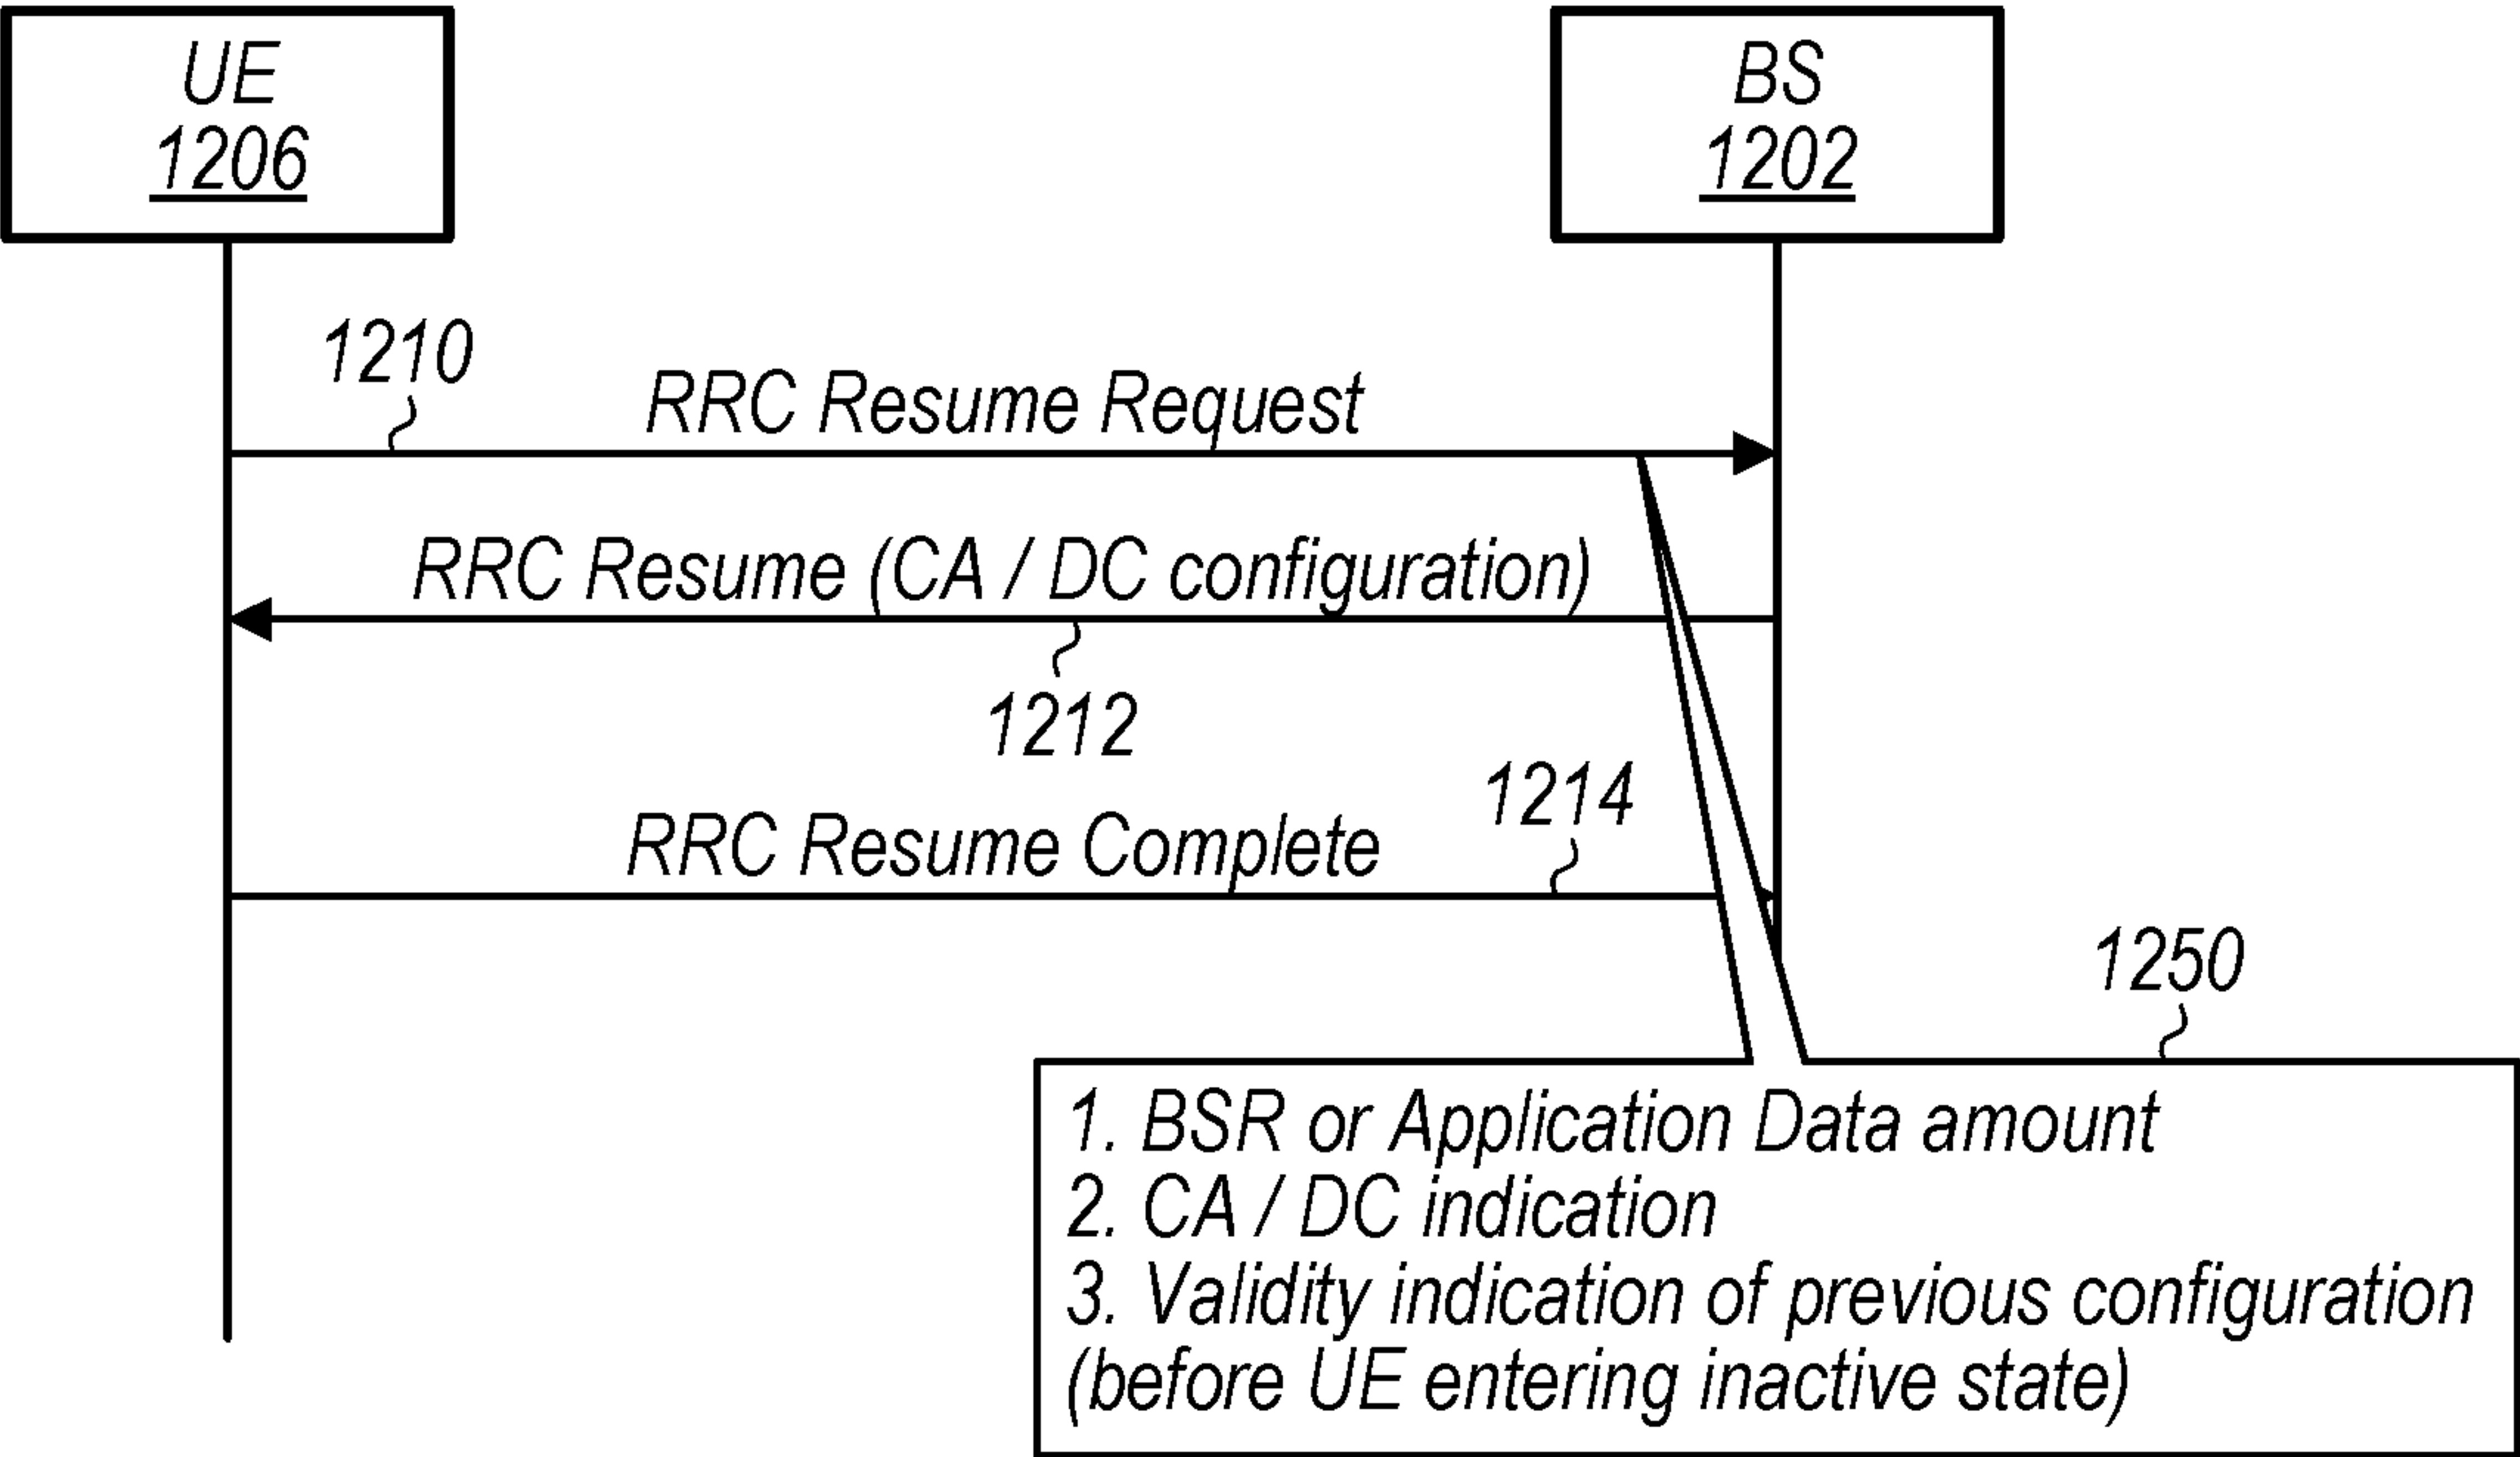 UE
1206
BS
1202
1210
RRC Resume Request
RRC Resume (CA / DC configuration)
1212
1214
RRC Resume Complete
1250
1. BSR or Application Data amount
2. CA / DC indication
3. Validity indication of previous configuration
(before UE entering inactive state)